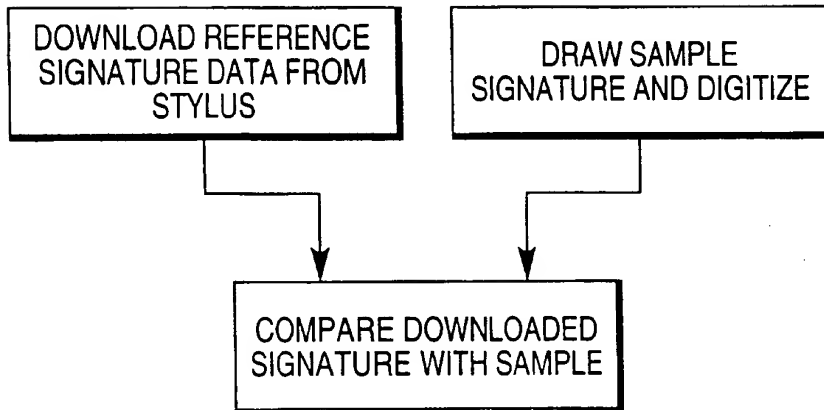 DOWNLOAD REFERENCE
SIGNATURE DATA FROM
STYLUS
DRAW SAMPLE
SIGNATURE AND DIGITIZE
COMPARE DOWNLOADED
SIGNATURE WITH SAMPLE